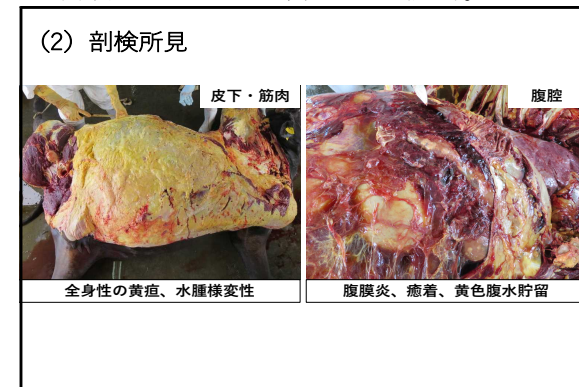 (2) 剖検所見
皮下・筋肉
腹腔
全身性の黄疸、水腫様変性
腹膜炎、癒着、黄色腹水貯留